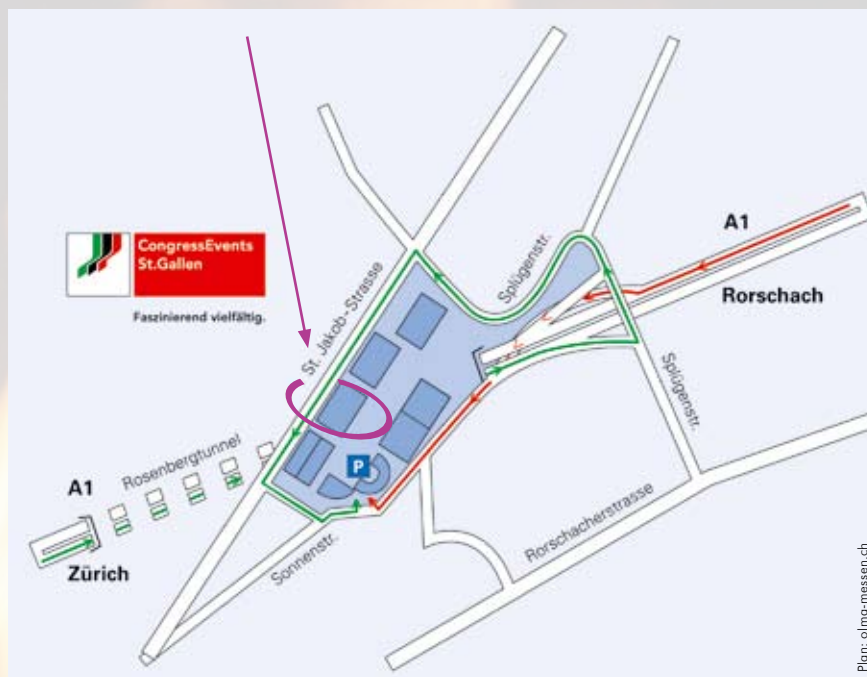 CongressEvents
St.Gallen
Faszinierend vielfältig.
A1
Rorschach
Splügenstr.
St. Jakob-Strasse
Splügenstr.
Rosenbergtunnel
A1
Zürich
P
Sonnenstr.
Rorschacherstrasse
Plan: olma-messen.ch